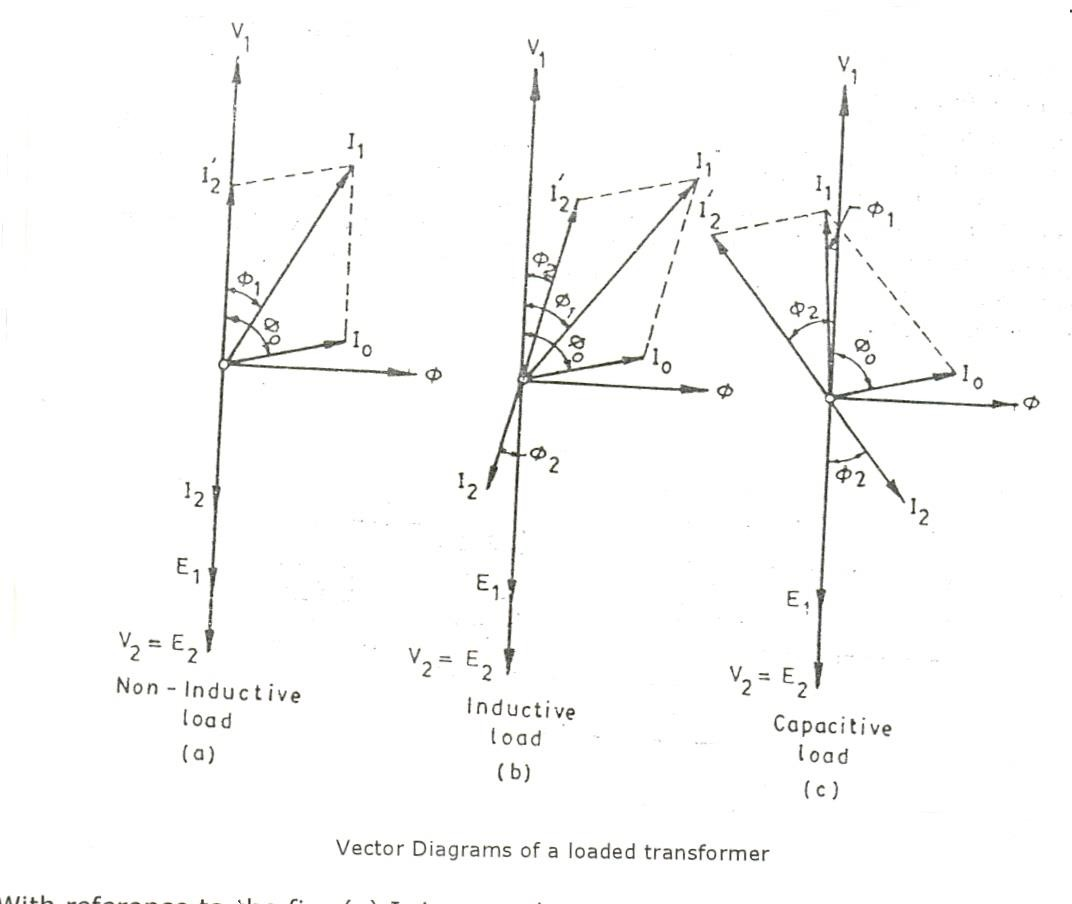 V1
I2'
I1
Φ1
Φ0
I0
Φ
I2
E1
V2 = E2
Non - Inductive
load
(a)
V1
I2'
I1
Φ2
Φ1
Φ0
I0
Φ
Φ2
I2
E1
V2 = E2
Inductive
load
(b)
V1
I1
Φ1
I2'
Φ2
Φ0
I0
Φ
Φ2
I2
E1
V2 = E2
Capacitive
load
(c)
Vector Diagrams of a loaded transformer
With reference to the fig (a) I